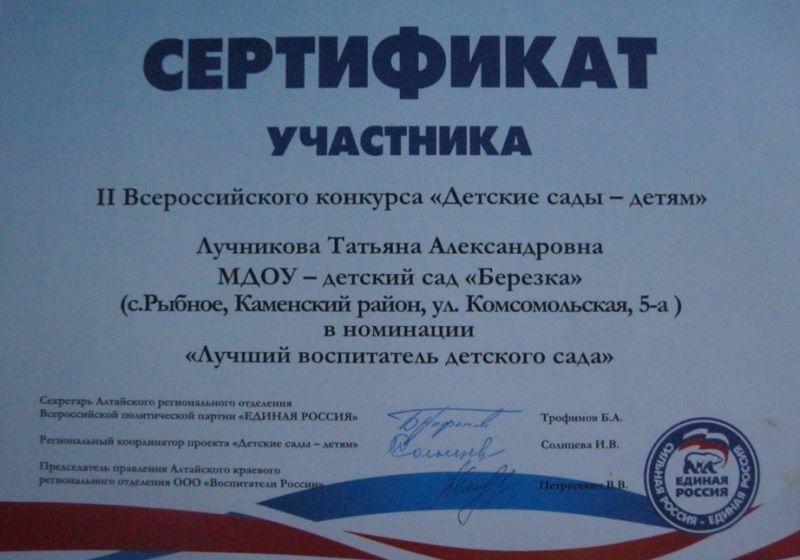 СЕРТИФИКАТ
УЧАСТНИКА
II Всероссийского конкурса «Детские сады – детям»
Лучникова Татьяна Александровна
МДОУ – детский сад «Березка»
(с.Рыбное, Каменский район, ул. Комсомольская, 5-а )
в номинации
«Лучший воспитатель детского сада»
Секретарь Алтайского регионального отделения
Всероссийской политической партии «ЕДИНАЯ РОССИЯ»
Трофимов Б.А.
Региональный координатор проекта «Детские сады – детям»
Солнцева И.В.
Председатель правления Алтайского краевого
регионального отделения ООО «Воспитатели России»
Петрусевич В.В.
СИЛЬНАЯ РОССИЯ - ЕДИНАЯ РОССИЯ
ЕДИНАЯ
РОССИЯ